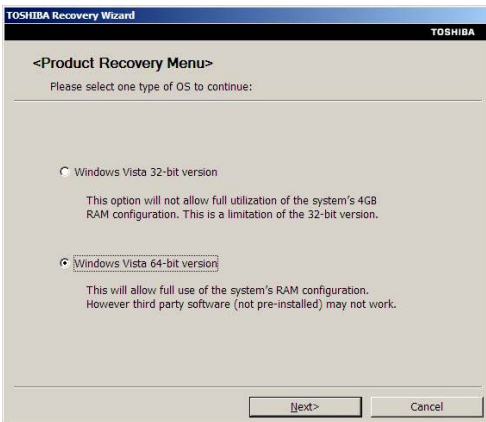 TOSHIBA Recovery Wizard
TOSHIBA
<Product Recovery Menu>
Please select one type of OS to continue:
Windows Vista 32-bit version
This option will not allow full utilization of the system's 4GB
RAM configuration. This is a limitation of the 32-bit version.
Windows Vista 64-bit version
This will allow full use of the system's RAM configuration.
However third party software (not pre-installed) may not work.
Next>
Cancel